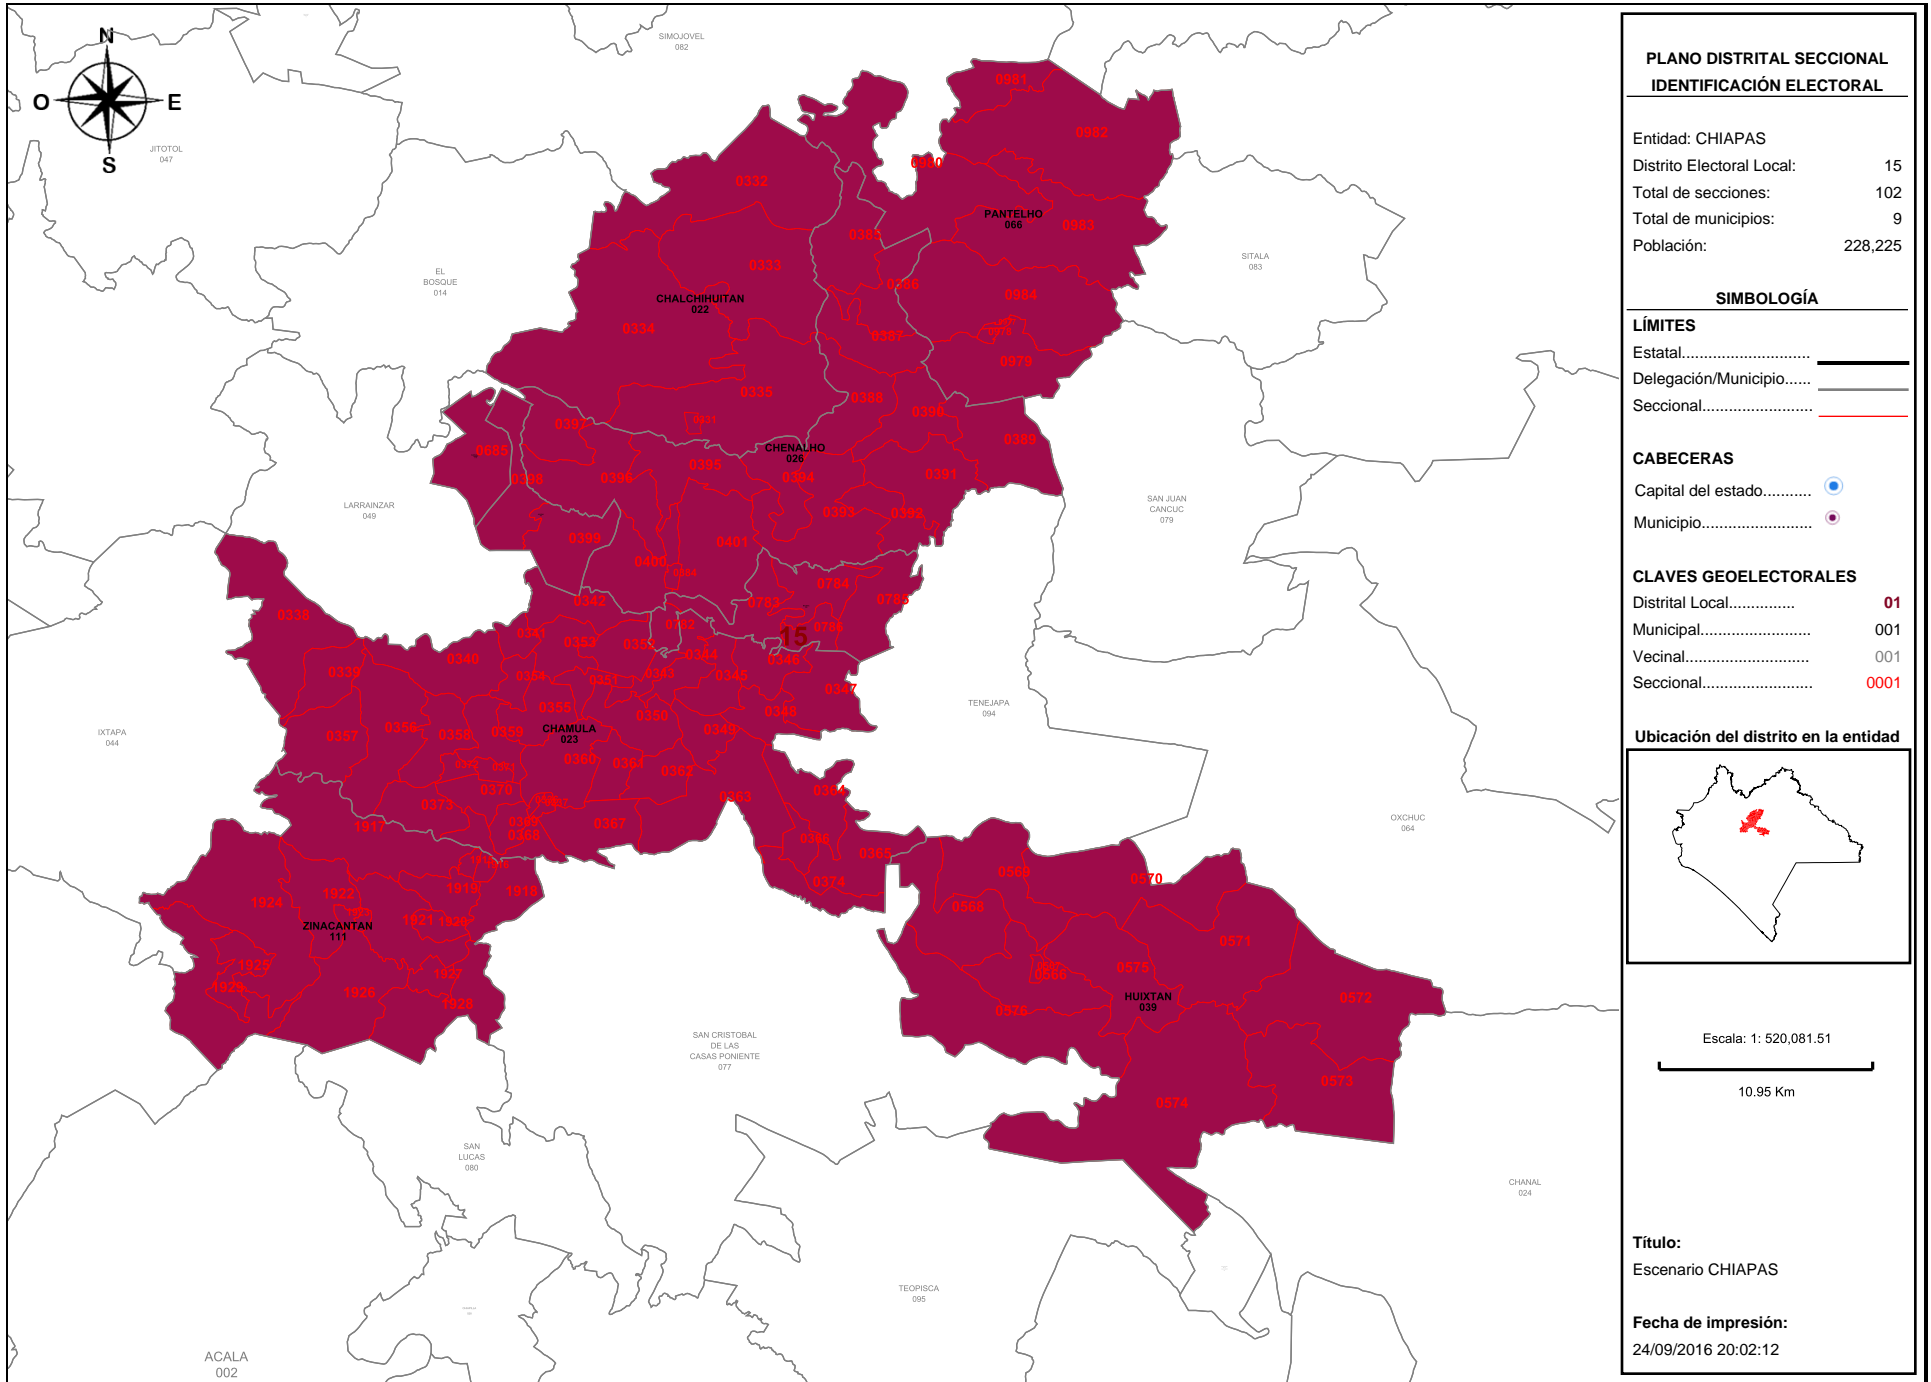 N
O
E
S
SIMOJOVEL
082
JITOTOL
047
EL
BOSQUE
014
LARRAINZAR
049
IXTAPA
044
SITALA
083
SAN JUAN
CANCUC
079
TENEJAPA
094
OXCHUC
064
SAN CRISTOBAL
DE LAS
CASAS PONIENTE
077
SAN
LUCAS
080
TEOPISCA
095
CHANAL
024
ACALA
002
0981
0982
0980
PANTELHO
066
0983
0984
0979
0332
0333
0334
CHALCHIHUITAN
022
0335
0331
0385
0386
0387
0388
0390
0389
CHENALHO
026
0397
0685
0398
0396
0395
0394
0391
0393
0392
0399
0400
0401
0384
0784
0783
0785
0786
0782
15
0342
0338
0341
0353
0352
0344
0340
0339
0354
0351
0343
0345
0346
0347
0355
0350
0348
0349
0357
0356
0358
0359
CHAMULA
023
0360
0361
0362
0370
0373
0363
0364
0369
0368
0367
0366
0365
0374
1917
1919
1918
1924
1922
1921
1920
ZINACANTAN
111
1925
1929
1926
1927
1928
0569
0570
0568
0571
0566
0575
HUIXTAN
039
0576
0572
0573
0574
PLANO DISTRITAL SECCIONAL
IDENTIFICACIÓN ELECTORAL
Entidad: CHIAPAS
Distrito Electoral Local: 15
Total de secciones: 102
Total de municipios: 9
Población: 228,225
SIMBOLOGÍA
LÍMITES
Estatal............................
Delegación/Municipio......
Seccional.........................
CABECERAS
Capital del estado...........
Municipio.........................
CLAVES GEOELECTORALES
Distrital Local............... 01
Municipal......................... 001
Vecinal............................ 001
Seccional......................... 0001
Ubicación del distrito en la entidad
Escala: 1: 520,081.51
10.95 Km
Título:
Escenario CHIAPAS
Fecha de impresión:
24/09/2016 20:02:12